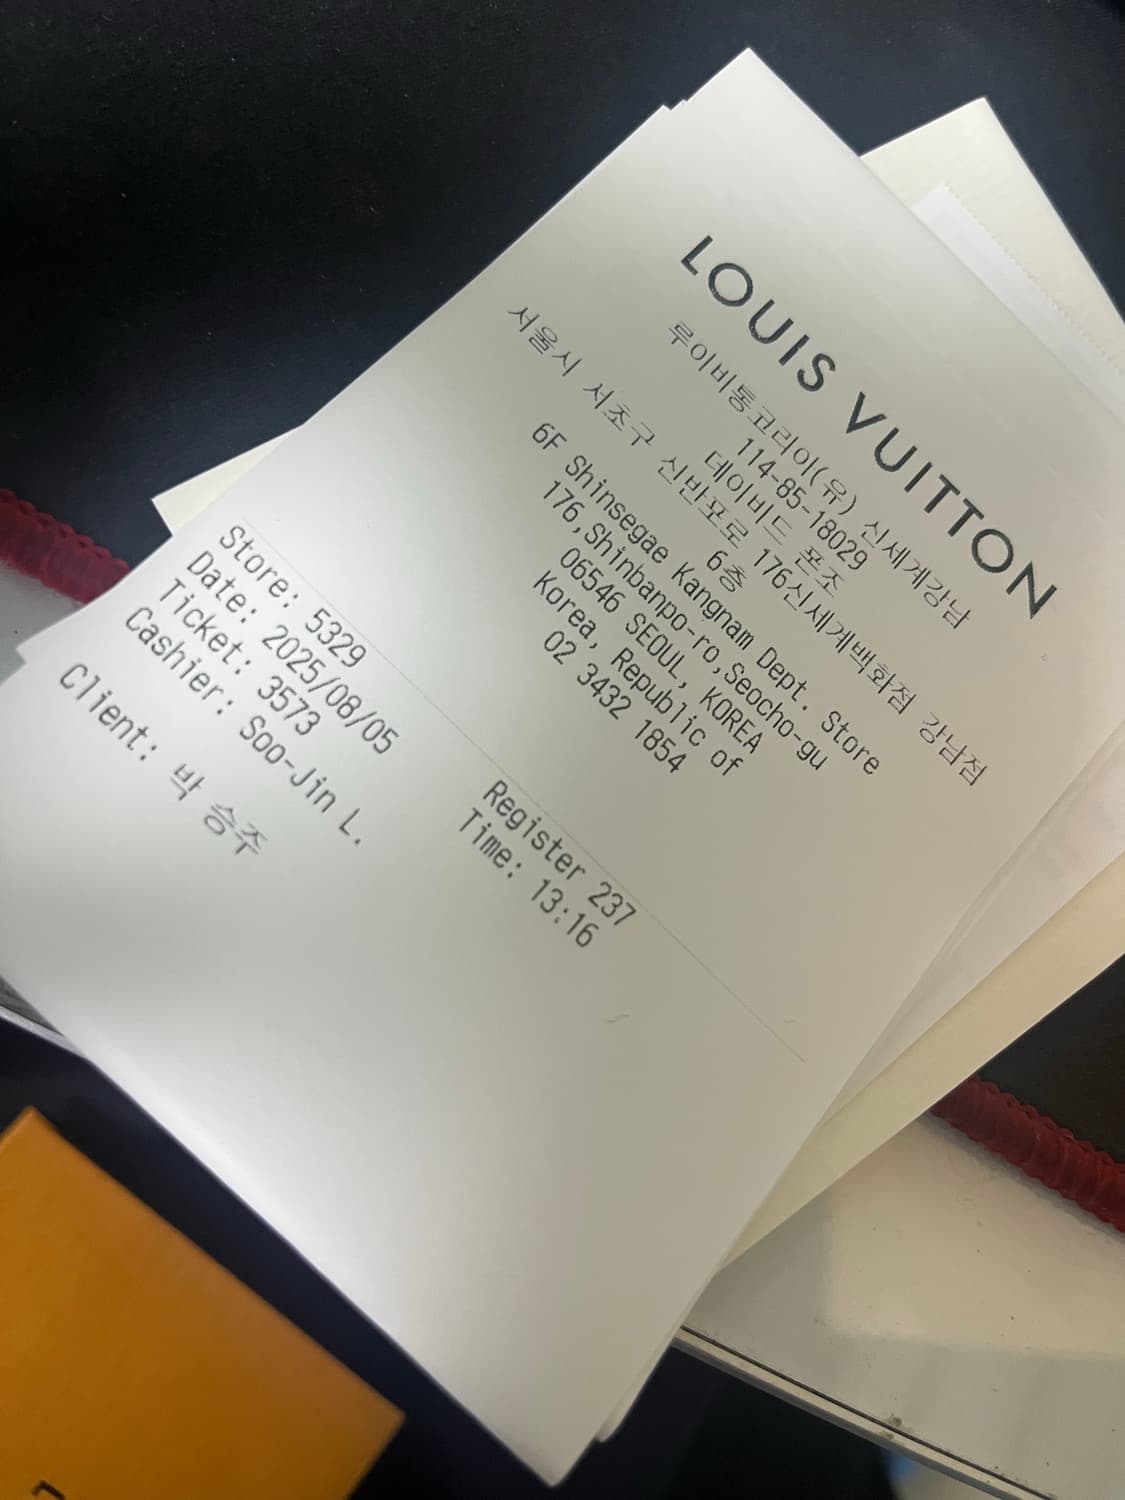 LOUIS VUITTON
루이비통코리아(유) 신세계강남
114-85-18029
데이비드 폰조
서울시 서초구 신반포로 176신세계백화점 강남점
6층
6F Shinsegae Kangnam Dept. Store
176,Shinbanpo-ro,Seocho-gu
06546 SEOUL, KOREA
Korea, Republic of
02 3432 1854
Store: 5329 Register 237
Date: 2025/08/05 Time: 13:16
Ticket: 3573
Cashier: Soo-Jin L.
Client: 박 승주